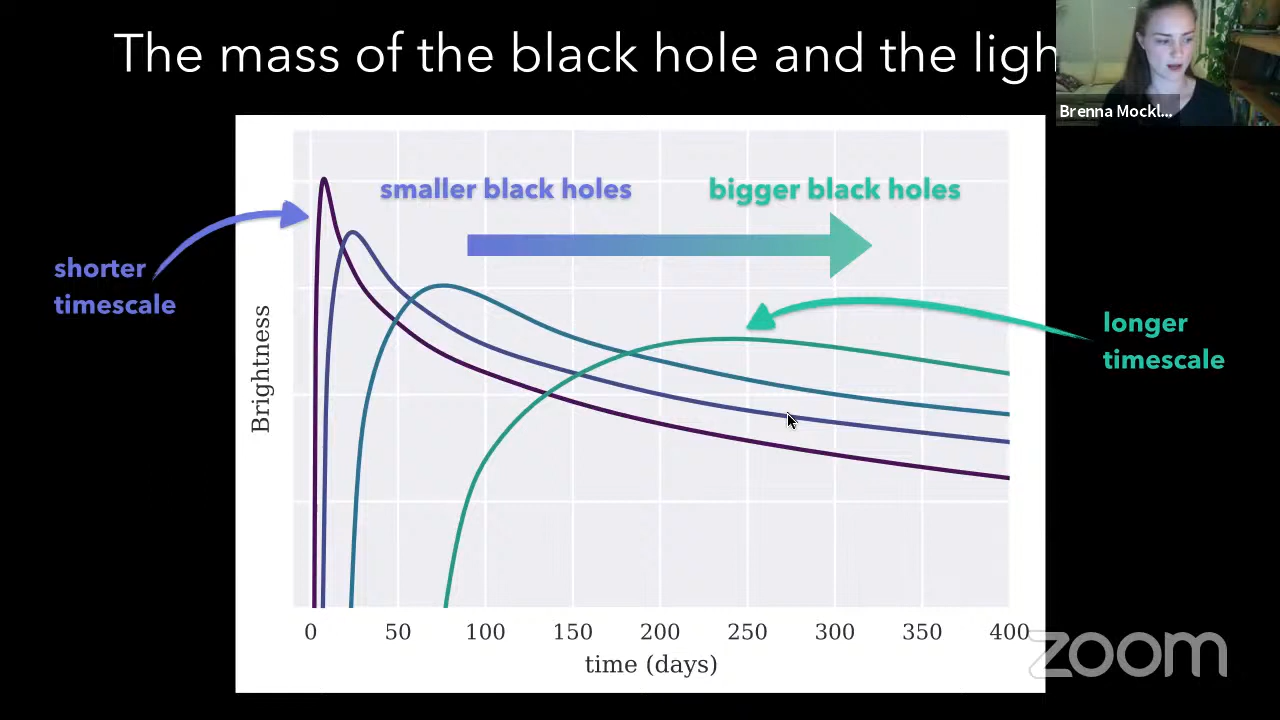 The mass of the black hole and the ligh
Brenna Mockl...
smaller black holes
bigger black holes
shorter
timescale
longer
timescale
Brightness
0 50 100 150 200 250 300 350 400
time (days)
zoom